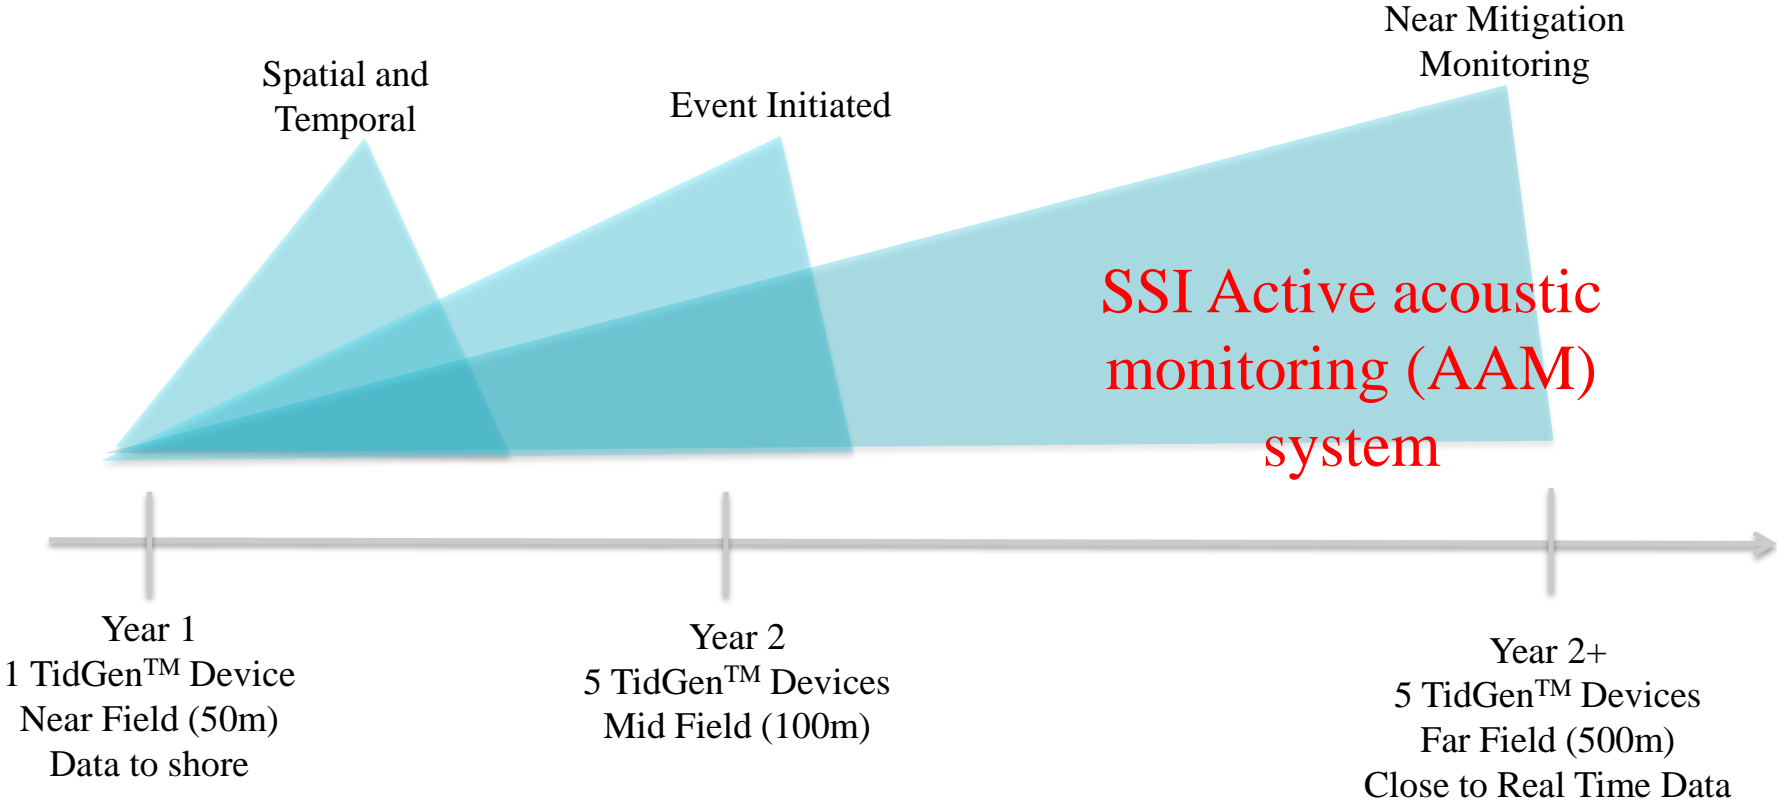 Spatial and
Temporal
Event Initiated
Near Mitigation
Monitoring
SSI Active acoustic
monitoring (AAM)
system
Year 1
1 TidGen™ Device
Near Field (50m)
Data to shore
Year 2
5 TidGen™ Devices
Mid Field (100m)
Year 2+
5 TidGen™ Devices
Far Field (500m)
Close to Real Time Data